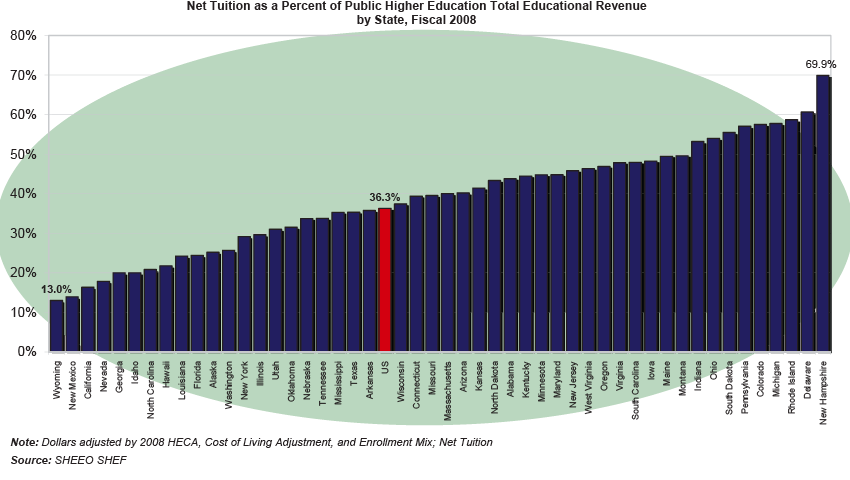 Net Tuition as a Percent of Public Higher Education Total Educational Revenue
by State, Fiscal 2008
80%
70%
60%
50%
40%
30%
20%
10%
0%
13.0%
36.3%
69.9%
Wyoming
New Mexico
California
Nevada
Georgia
Idaho
North Carolina
Hawaii
Louisiana
Florida
Alaska
Washington
New York
Illinois
Utah
Oklahoma
Nebraska
Tennessee
Mississippi
Texas
Arkansas
US
Wisconsin
Connecticut
Missouri
Massachusetts
Arizona
Kansas
North Dakota
Alabama
Kentucky
Minnesota
Maryland
New Jersey
West Virginia
Oregon
Virginia
South Carolina
Iowa
Maine
Montana
Indiana
Ohio
South Dakota
Pennsylvania
Colorado
Michigan
Rhode Island
Delaware
New Hampshire
Note: Dollars adjusted by 2008 HECA, Cost of Living Adjustment, and Enrollment Mix; Net Tuition
Source: SHEEO SHEF